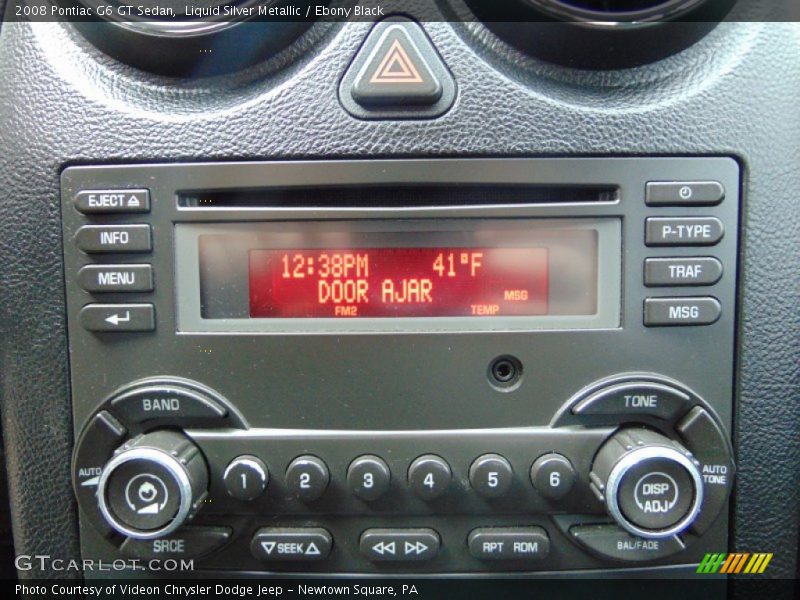 2008 Pontiac G6 GT Sedan, Liquid Silver Metallic / Ebony Black
EJECT
INFO
P-TYPE
MENU
TRAF
MSG
12:38PM 41°F
DOOR AJAR
MSG
FM2 TEMP
BAND
TONE
AUTO
AUTO TONE
1 2 3 4 5 6
DISP
ADJ
SRCE
SEEK
RPT RDM
BAL/FADE
GTCARLOT.COM
Photo Courtesy of Videon Chrysler Dodge Jeep - Newtown Square, PA